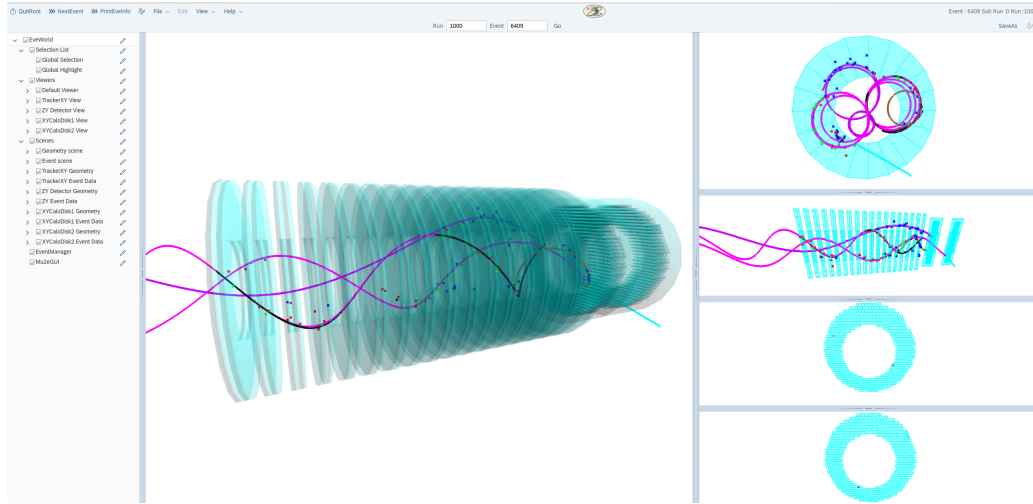 QuitRoot NextEvent PrintEveInfo File Edit View Help Event : 6409 Sub Run :0 Run :100
Run 1000 Event 6409 Go SaveAs
EveWorld
Selection List
Global Selection
Global Highlight
Viewers
Default Viewer
TrackerXY View
ZY Detector View
XYCaloDisk1 View
XYCaloDisk2 View
Scenes
Geometry scene
Event scene
TrackerXY Geometry
TrackerXY Event Data
ZY Detector Geometry
ZY Event Data
XYCaloDisk1 Geometry
XYCaloDisk1 Event Data
XYCaloDisk2 Geometry
XYCaloDisk2 Event Data
EventManager
Mu2eGUI